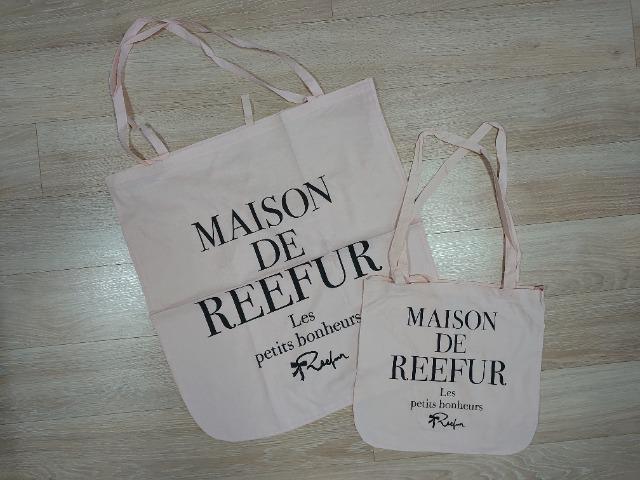 MAISON
DE
REEFUR
Les
petits bonheurs
Reefur
MAISON
DE
REEFUR
Les
petits bonheurs
Reefur